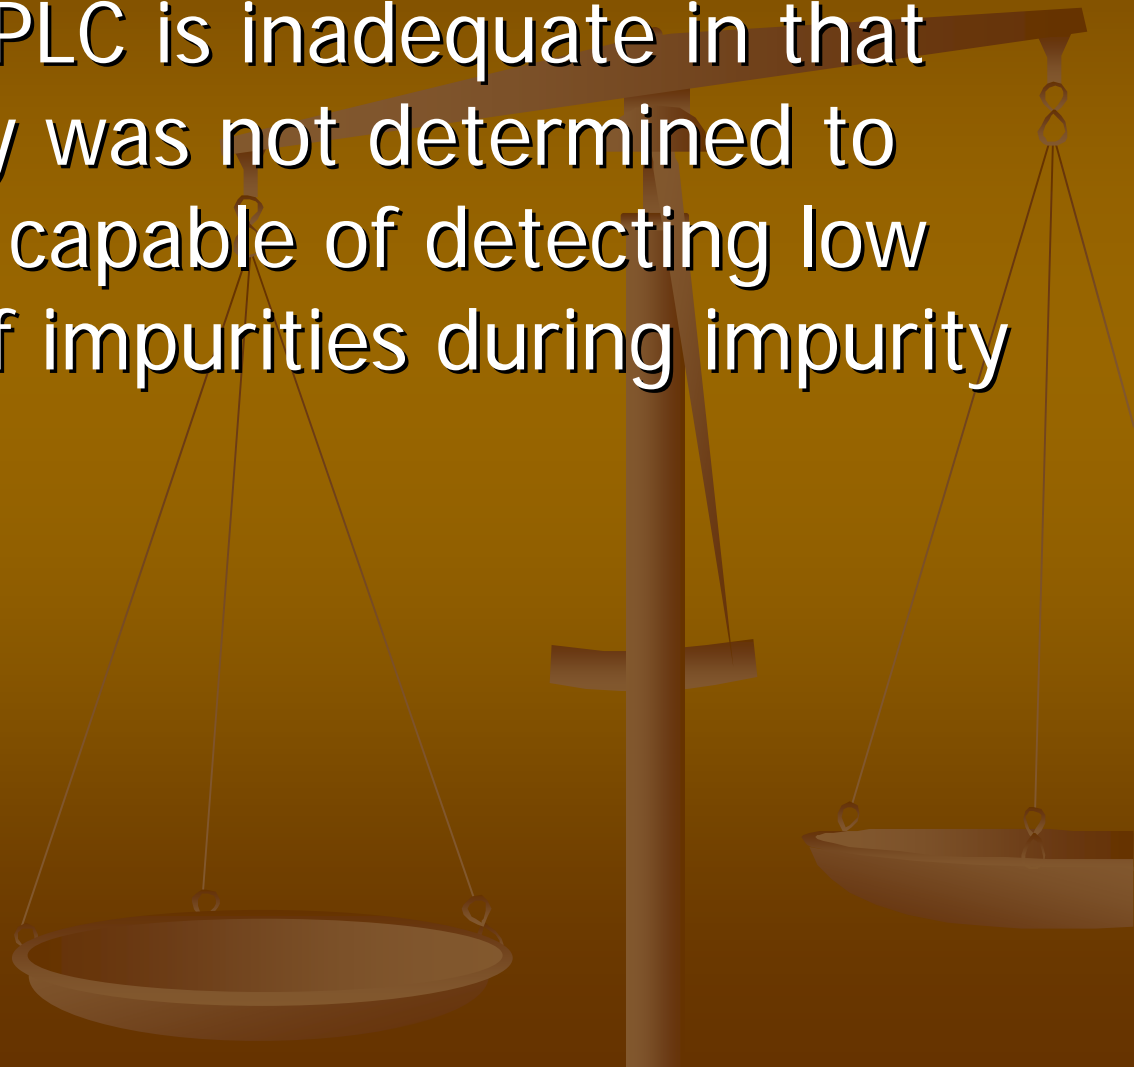 PLC is inadequate in that
y was not determined to
capable of detecting low
f impurities during impurity